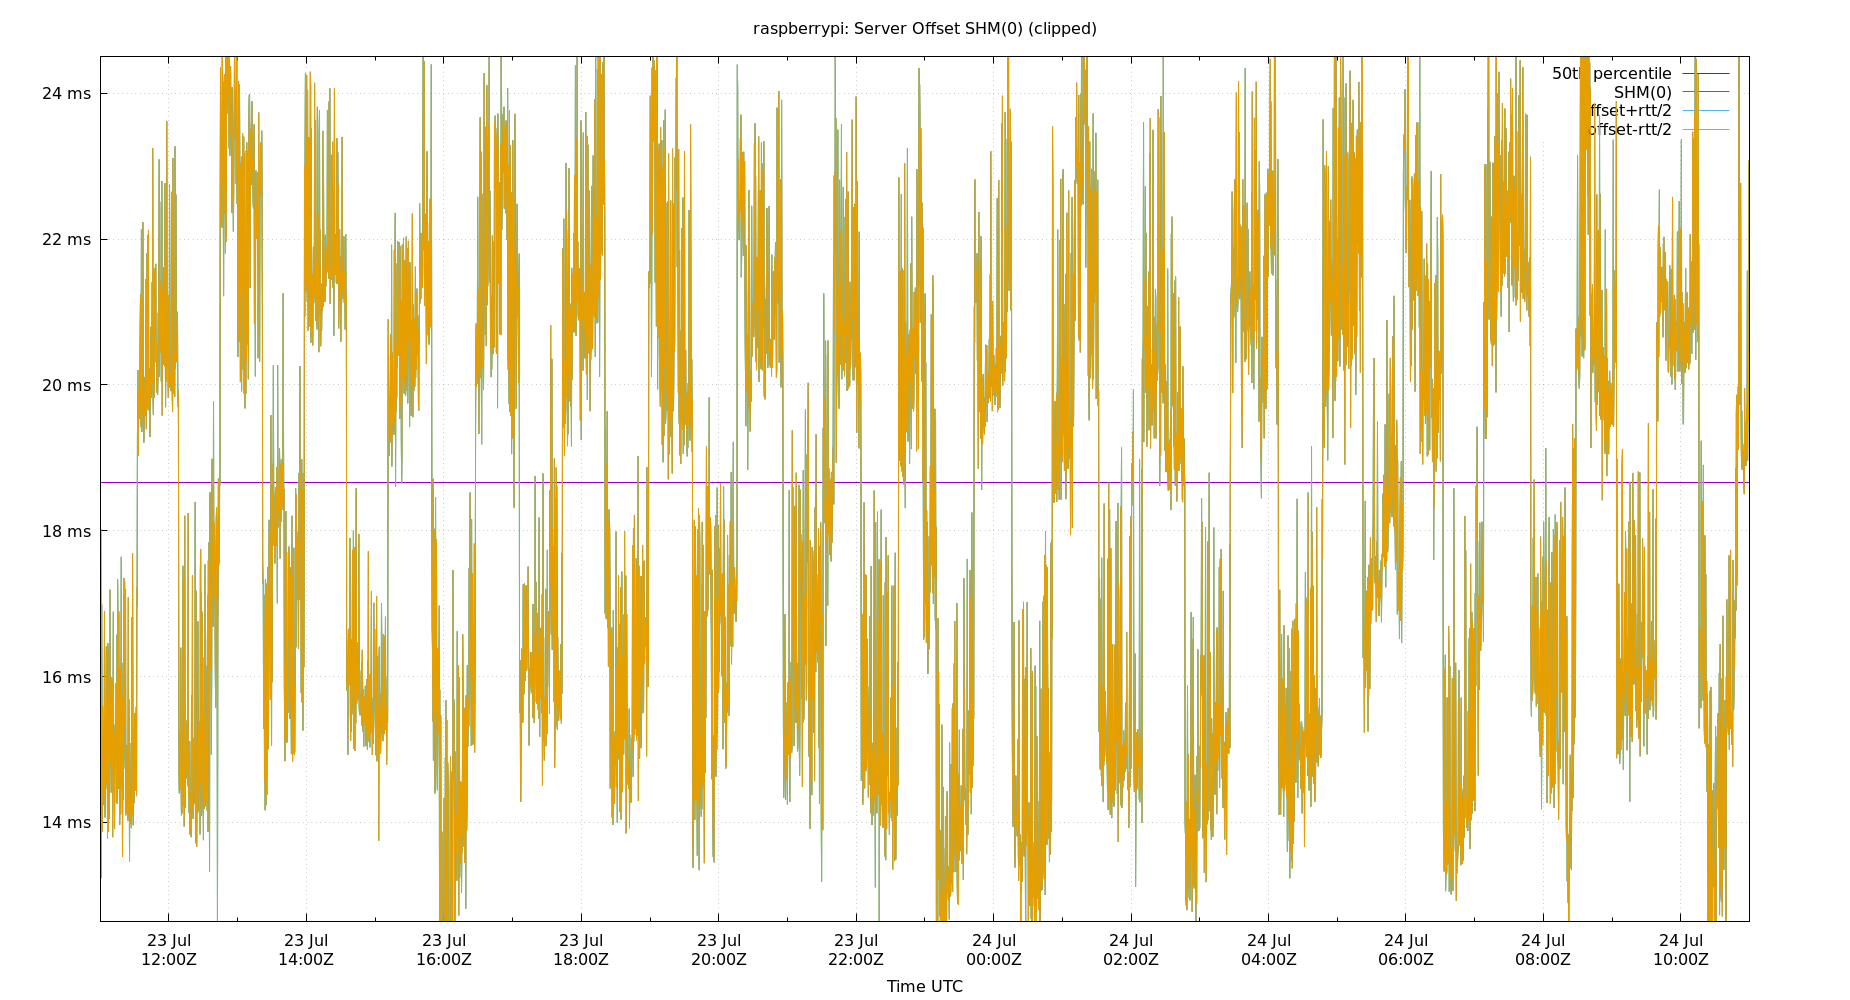 raspberrypi: Server Offset SHM(0) (clipped)
24 ms
22 ms
20 ms
18 ms
16 ms
14 ms
50th percentile
SHM(0)
offset+rtt/2
offset-rtt/2
23 Jul 23 Jul 23 Jul 23 Jul 23 Jul 23 Jul 24 Jul 24 Jul 24 Jul 24 Jul 24 Jul 24 Jul
12:00Z 14:00Z 16:00Z 18:00Z 20:00Z 22:00Z 00:00Z 02:00Z 04:00Z 06:00Z 08:00Z 10:00Z
Time UTC